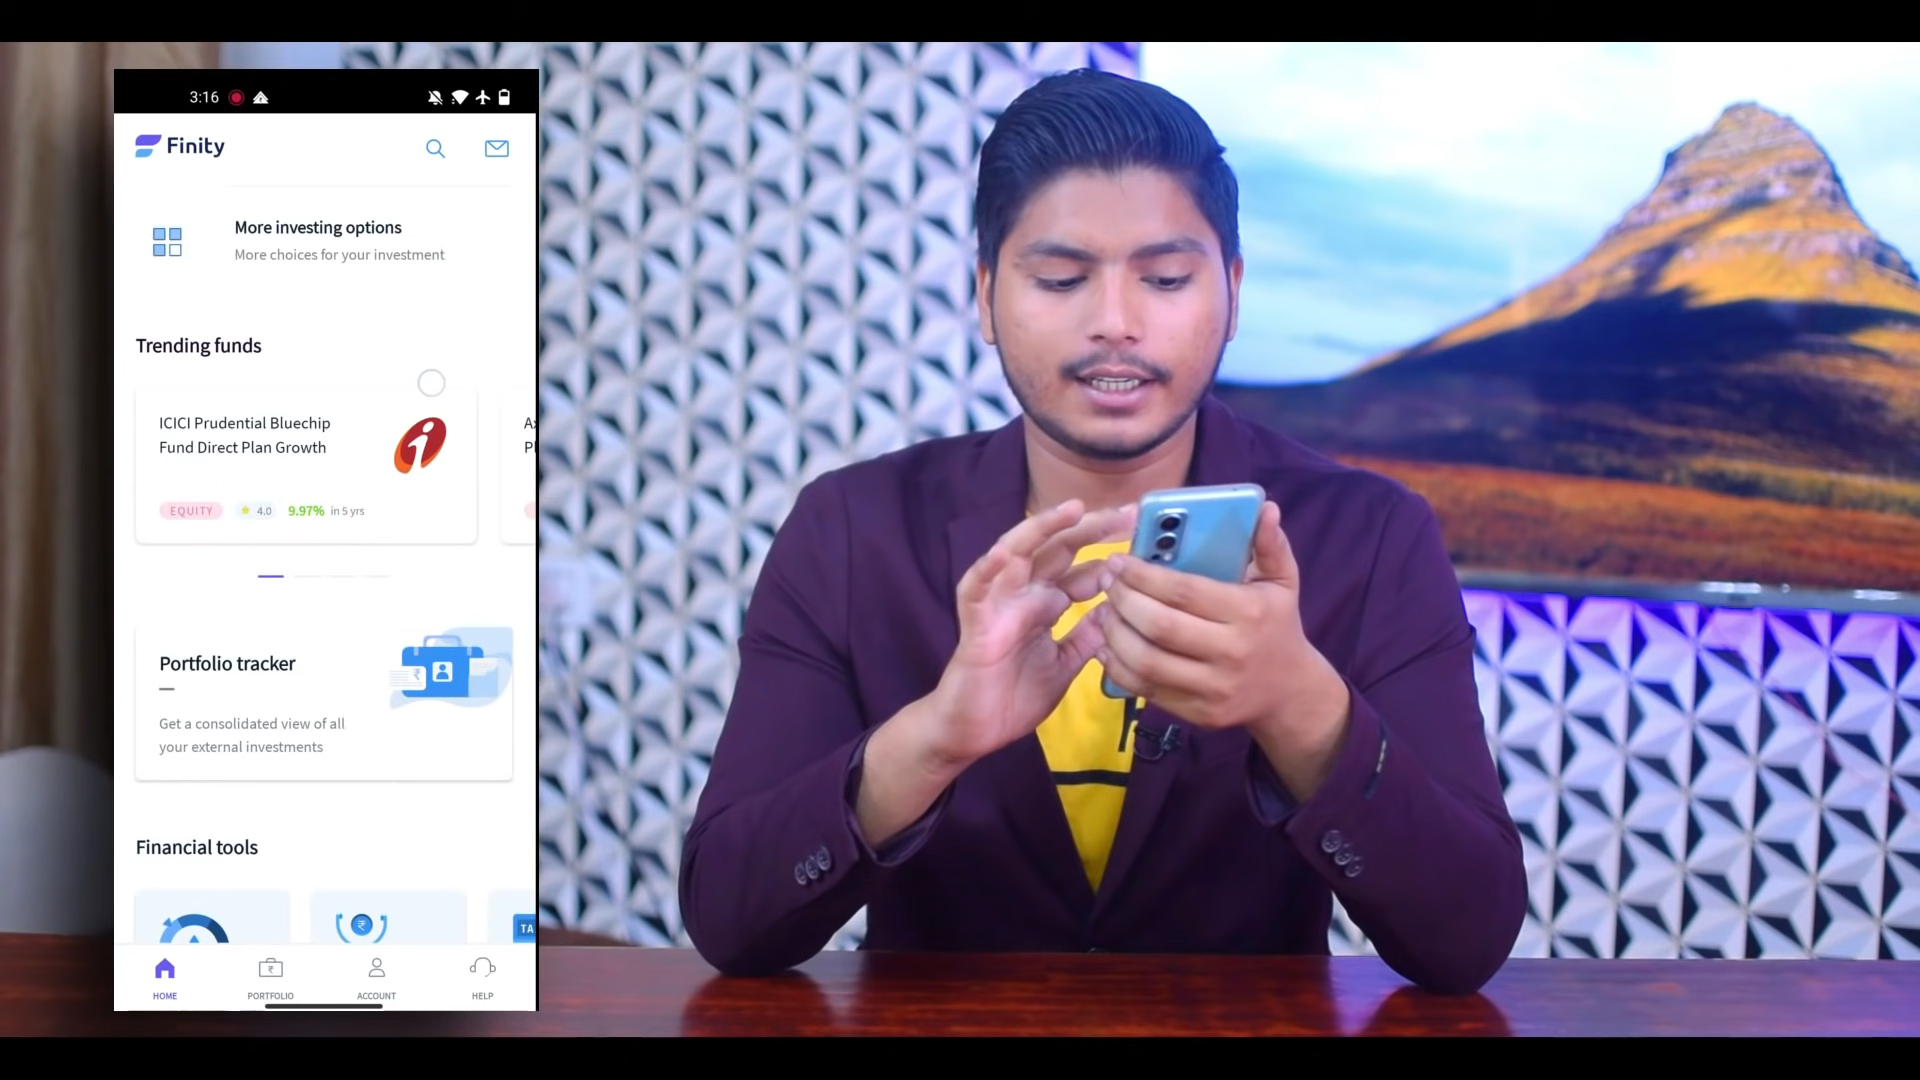 3:16
Finity
More investing options
More choices for your investment
Trending funds
ICICI Prudential Bluechip
Fund Direct Plan Growth
EQUITY 4.0 9.97% in 5 yrs
Portfolio tracker
Get a consolidated view of all
your external investments
Financial tools
TA
HOME PORTFOLIO ACCOUNT HELP